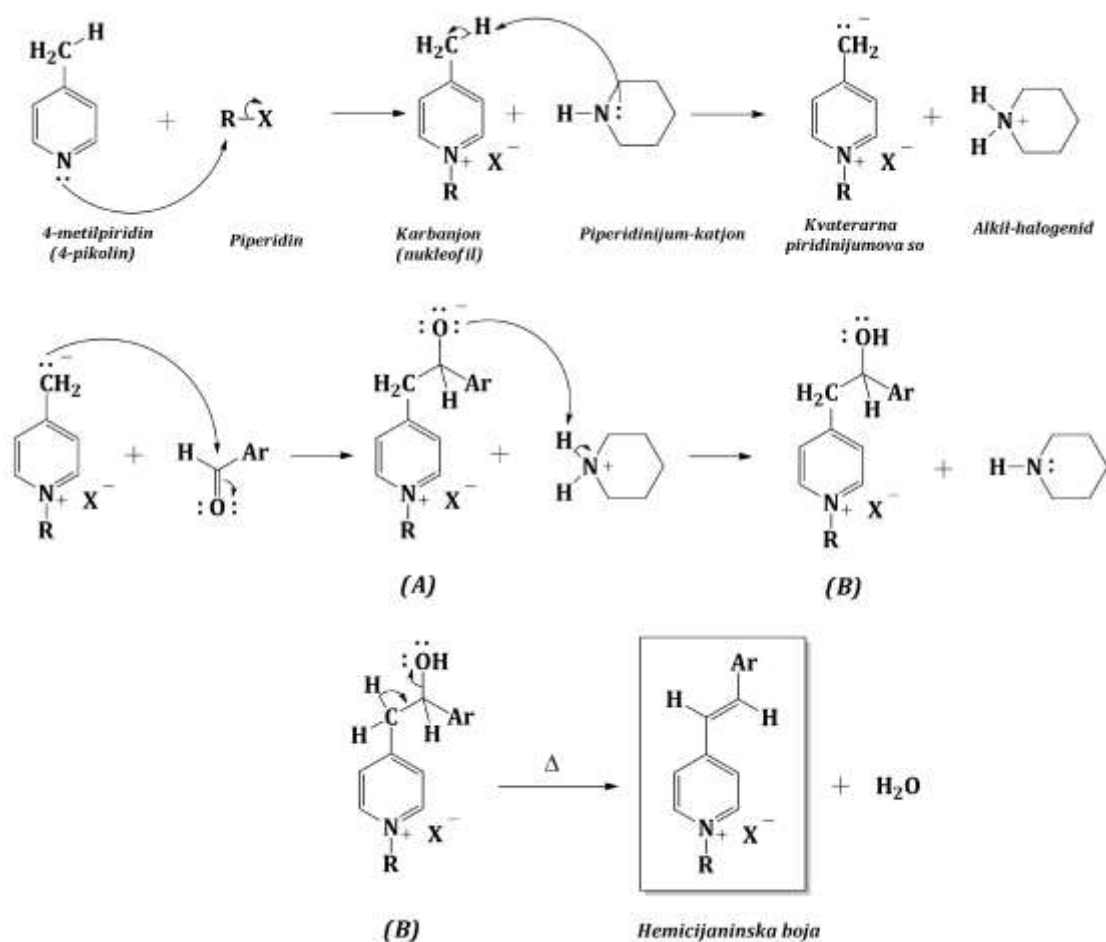 H₂C H
N
+
R X
H₂C H
N+ X−
R
+
H N :
CH₂ −
N+ X−
R
+
H
H N+
4-metilpiridin
(4-pikolin)
Piperidin
Karbanjon
(nukleofil)
Piperidinijum-katjon
Kvaterarna
piridinijumova so
Alkil-halogenid
CH₂ −
N+ X−
R
+
H Ar
:O:
:O: −
H₂C Ar
H
N+ X−
R
+
H
H N+
:OH
H₂C Ar
H
N+ X−
R
+
H N :
(A)
(B)
:OH
H
C Ar
H H
N+ X−
R
Δ
Ar
H
H
N+ X−
R
+ H₂O
(B)
Hemicijaninska boja